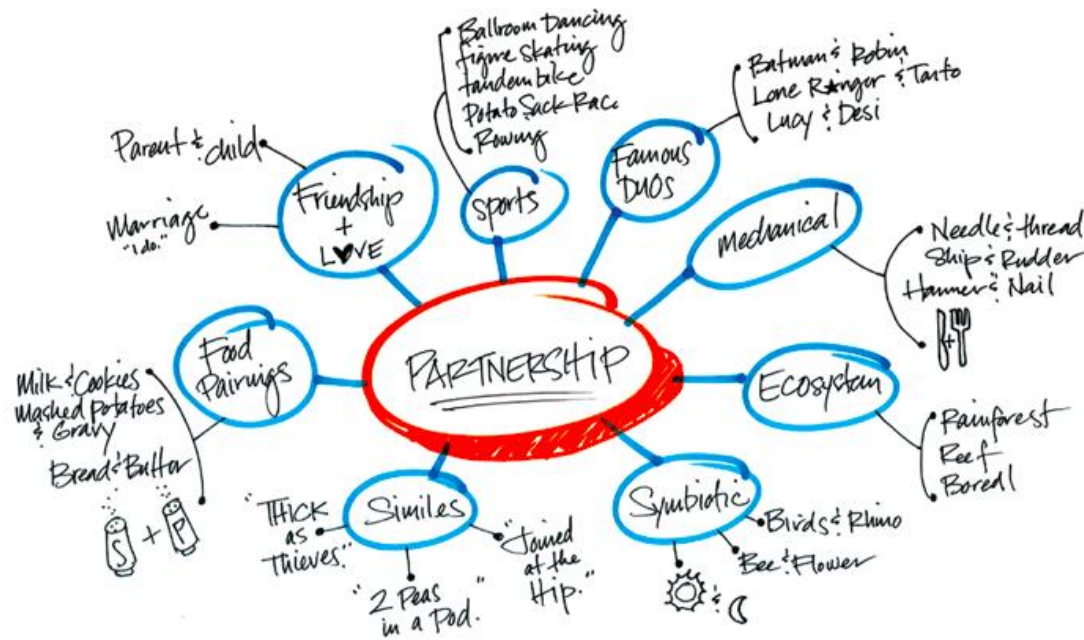 Ballroom Dancing
Figure Skating
tandem bike
Potato Sack Race
Rowing
Batman & Robin
Lone Ranger & Tonto
Lucy & Desi
Parent & child
Marriage
"I do."
Friendship
+
LOVE
sports
Famous
DUOS
Mechanical
Needle & thread
Ship & Rudder
Hammer & Nail
+
PARTNERSHIP
Food
Pairings
Milk & Cookies
Mashed Potatoes
& Gravy
Bread & Butter
S + P
Ecosystem
Rainforest
Reef
Boreal
Similes
"THICK
as
Thieves."
"2 Peas
in a Pod."
"Joined
at the
Hip."
Symbiotic
Birds & Rhino
Bee & Flower
&